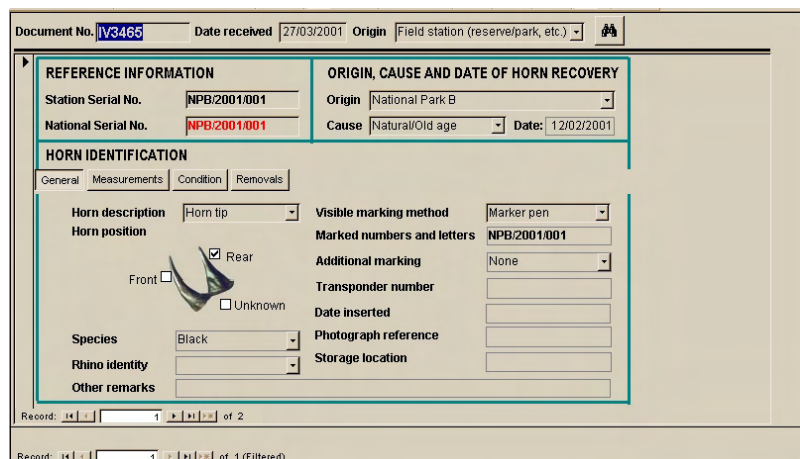 Document No. IV3465 Date received 27/03/2001 Origin Field station (reserve/park, etc.)
REFERENCE INFORMATION
Station Serial No. NPB/2001/001
National Serial No. NPB/2001/001
ORIGIN, CAUSE AND DATE OF HORN RECOVERY
Origin National Park B
Cause Natural/Old age Date: 12/02/2001
HORN IDENTIFICATION
General Measurements Condition Removals
Horn description Horn tip
Horn position
Rear
Front
Unknown
Species Black
Rhino identity
Other remarks
Visible marking method Marker pen
Marked numbers and letters NPB/2001/001
Additional marking None
Transponder number
Date inserted
Photograph reference
Storage location
Record: 1 of 2
Record: 1 of 1 (Filtered)